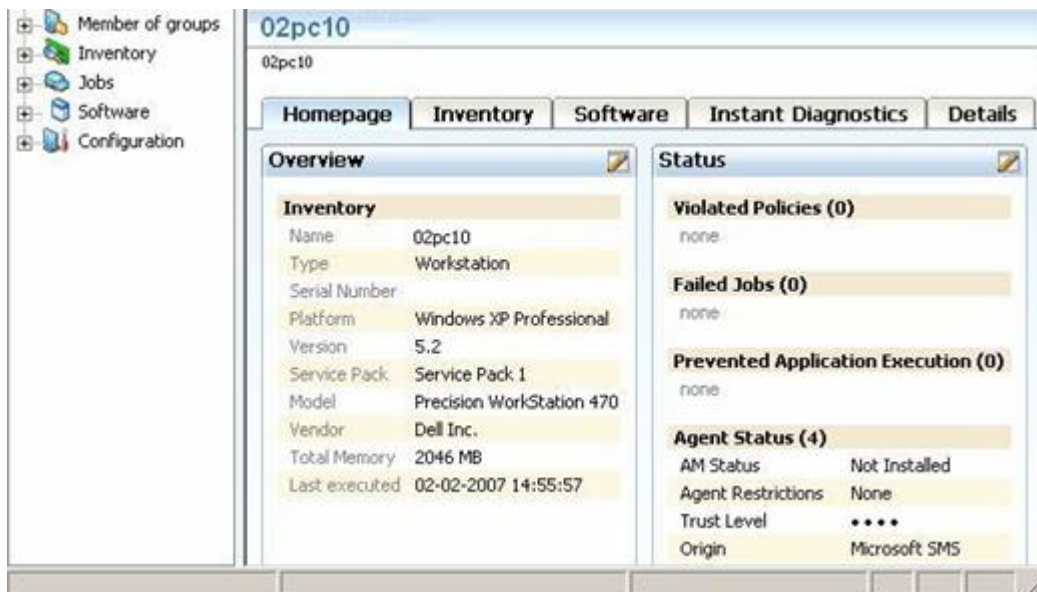 Member of groups
Inventory
Jobs
Software
Configuration
02pc10
02pc10
Homepage Inventory Software Instant Diagnostics Details
Overview
Inventory
Name 02pc10
Type Workstation
Serial Number
Platform Windows XP Professional
Version 5.2
Service Pack Service Pack 1
Model Precision WorkStation 470
Vendor Dell Inc.
Total Memory 2046 MB
Last executed 02-02-2007 14:55:57
Status
Violated Policies (0)
none
Failed Jobs (0)
none
Prevented Application Execution (0)
none
Agent Status (4)
AM Status Not Installed
Agent Restrictions None
Trust Level ••••
Origin Microsoft SMS